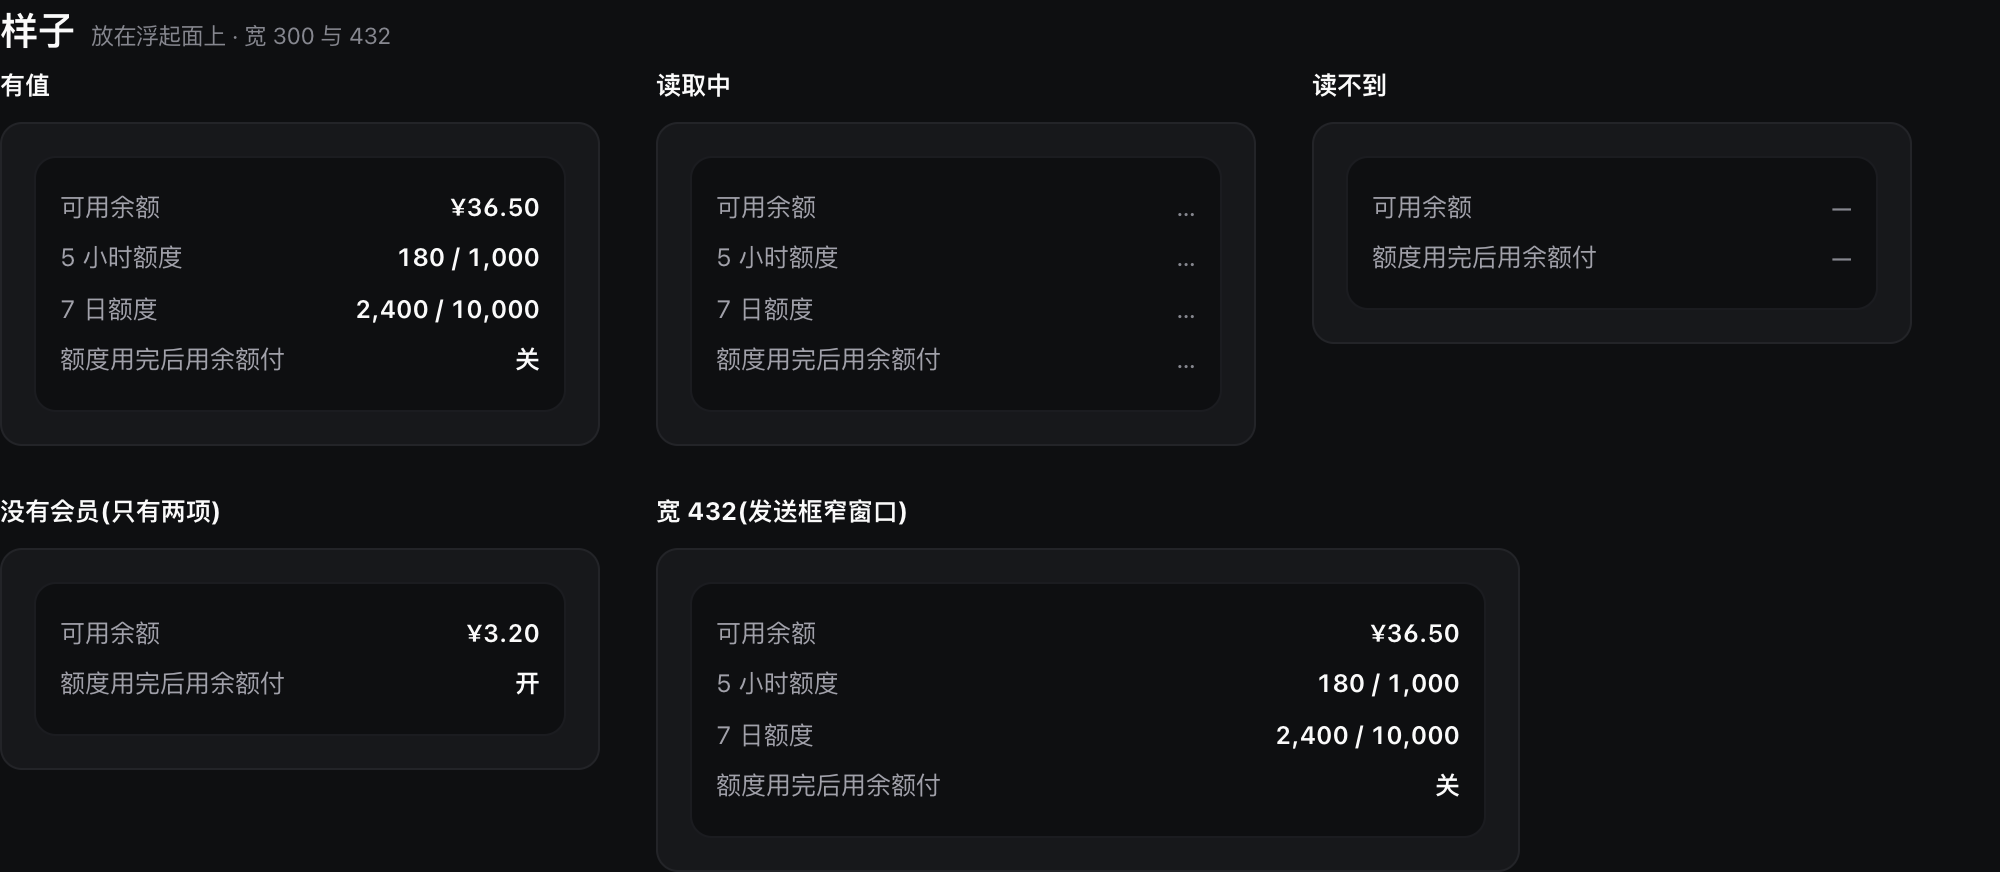 样子 放在浮起面上 · 宽 300 与 432
有值
可用余额 ¥36.50
5 小时额度 180 / 1,000
7 日额度 2,400 / 10,000
额度用完后用余额付 关
读取中
可用余额 ...
5 小时额度 ...
7 日额度 ...
额度用完后用余额付 ...
读不到
可用余额 —
额度用完后用余额付 —
没有会员(只有两项)
可用余额 ¥3.20
额度用完后用余额付 开
宽 432(发送框窄窗口)
可用余额 ¥36.50
5 小时额度 180 / 1,000
7 日额度 2,400 / 10,000
额度用完后用余额付 关